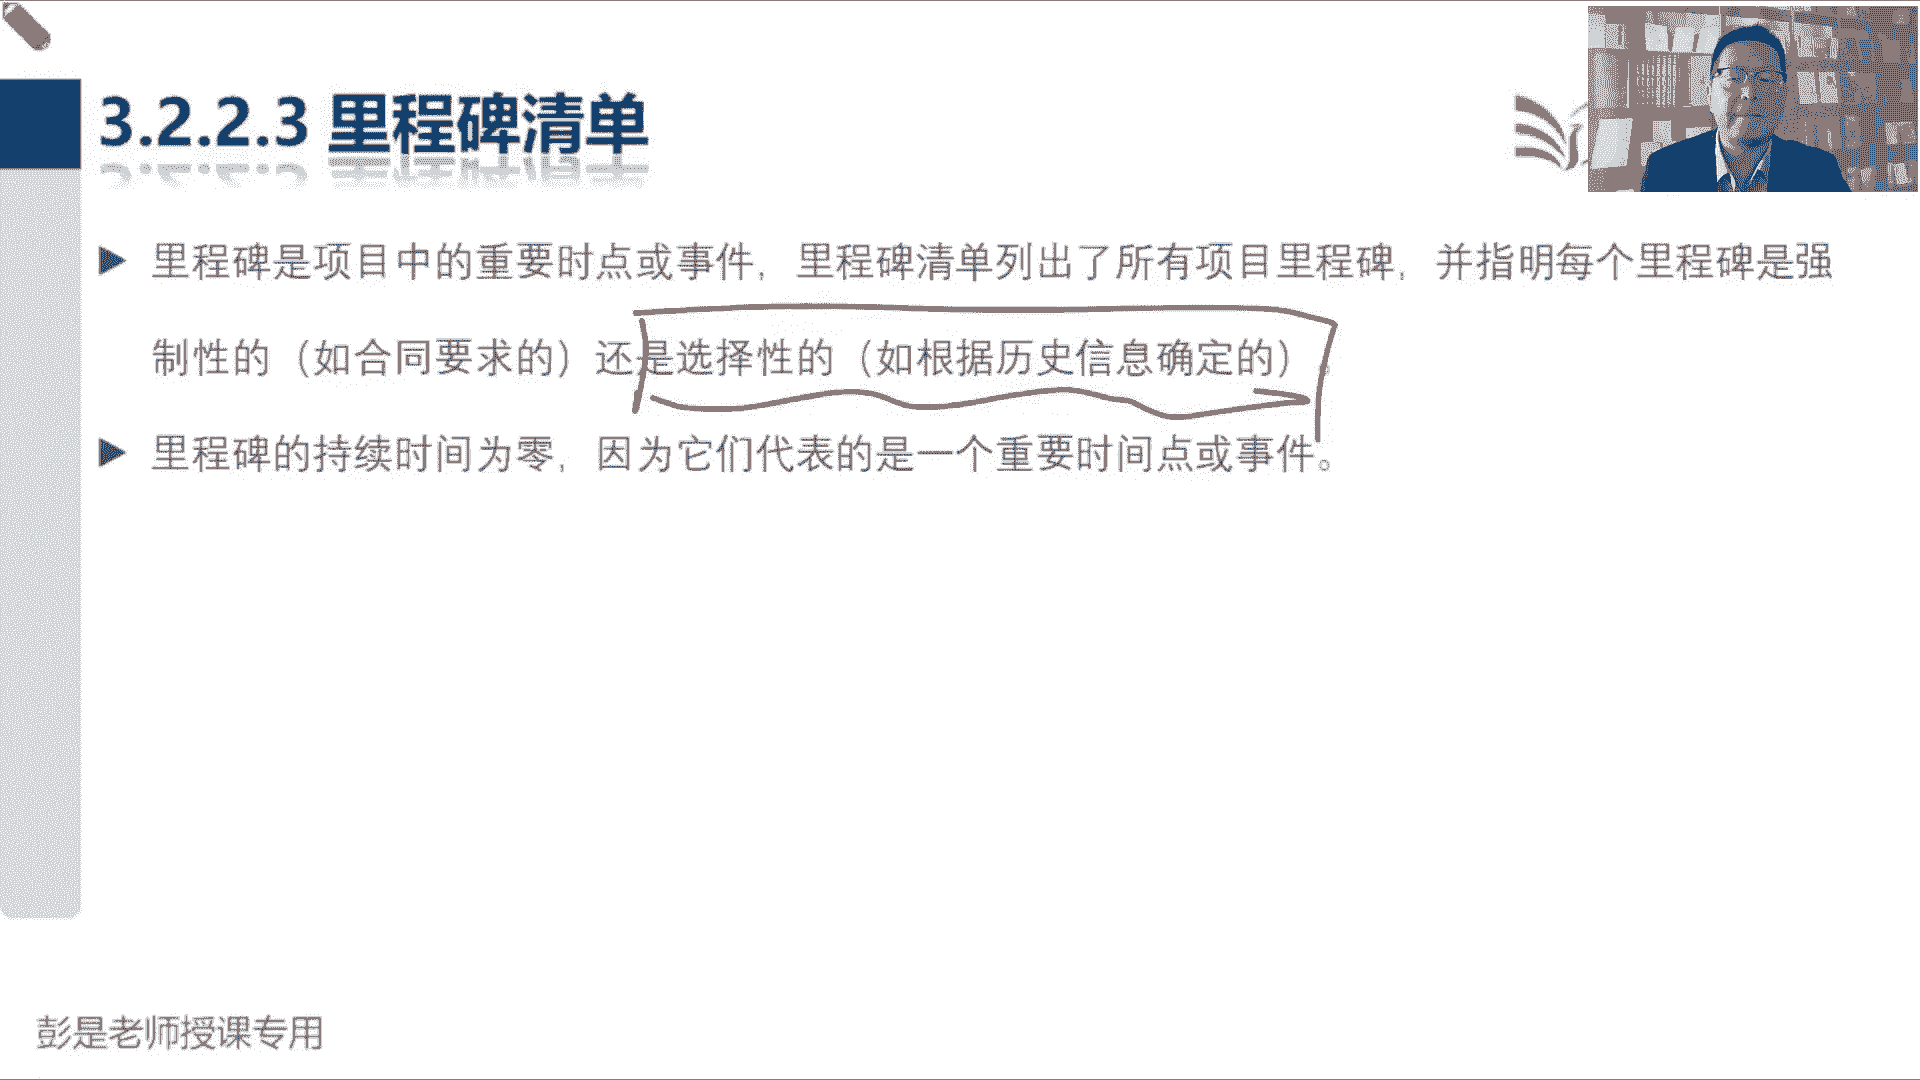 3.2.2.3 里程碑清单
里程碑是项目中的重要时点或事件，里程碑清单列出了所有项目里程碑，并指明每个里程碑是强
制性的（如合同要求的）还是选择性的（如根据历史信息确定的）。
里程碑的持续时间为零，因为它们代表的是一个重要时间点或事件。
彭是老师授课专用